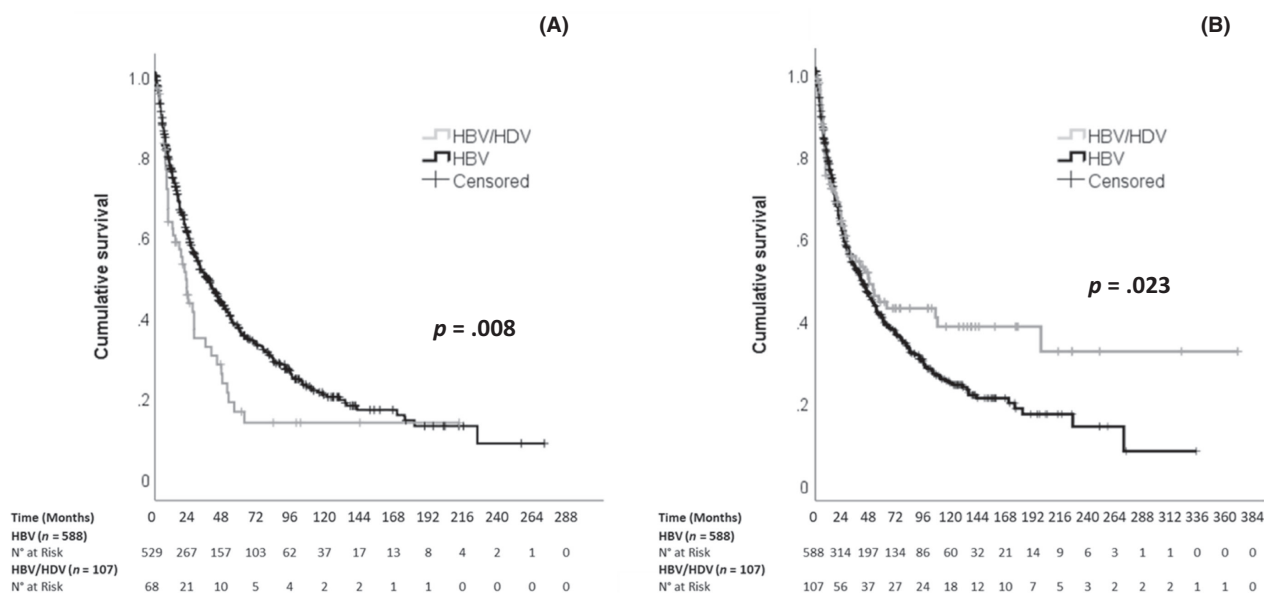 (A)
Cumulative survival
1.0
.8
.6
.4
.2
0
HBV/HDV
HBV
Censored
p = .008
Time (Months) 0 24 48 72 96 120 144 168 192 216 240 264 288
HBV (n = 588)
N° at Risk 529 267 157 103 62 37 17 13 8 4 2 1 0
HBV/HDV (n = 107)
N° at Risk 68 21 10 5 4 2 2 1 1 0 0 0 0
(B)
Cumulative survival
1.0
.8
.6
.4
.2
0
HBV/HDV
HBV
Censored
p = .023
Time (Months) 0 24 48 72 96 120 144 168 192 216 240 264 288 312 336 360 384
HBV (n = 588)
N° at Risk 588 314 197 134 86 60 32 21 14 9 6 3 1 1 0 0 0
HBV/HDV (n = 107)
N° at Risk 107 56 37 27 24 18 12 10 7 5 3 2 2 2 1 1 0